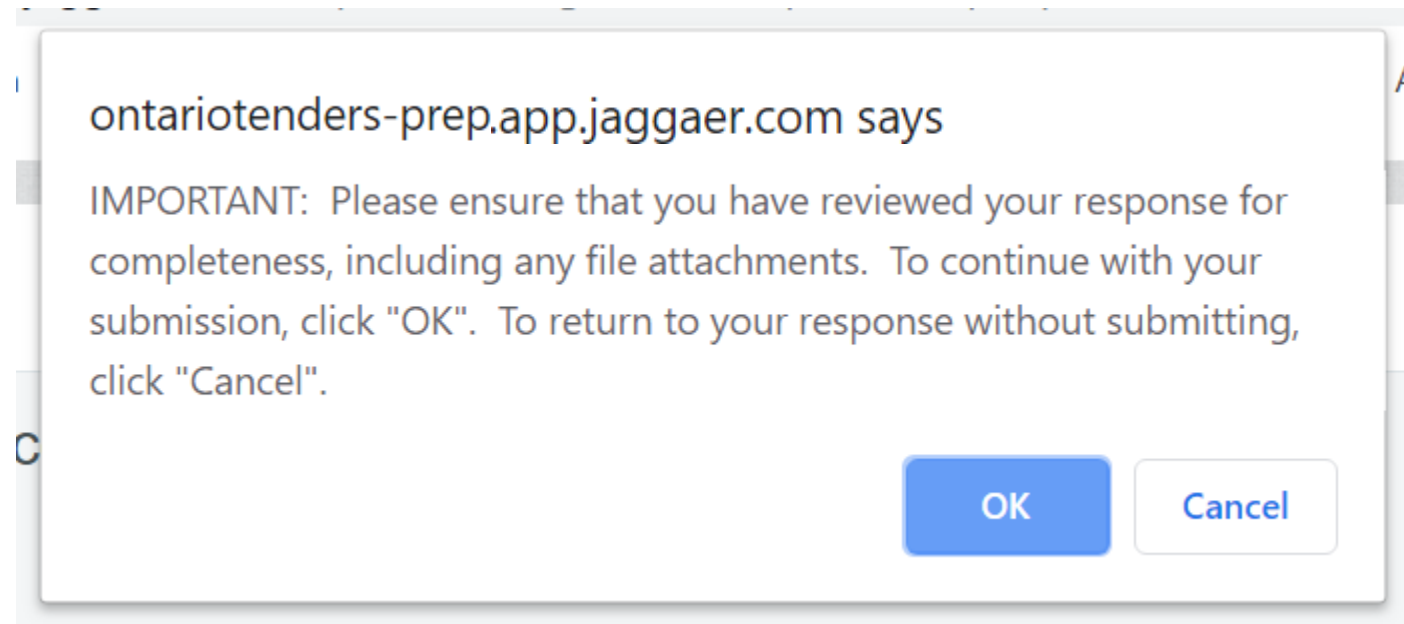 ontariotenders-prep.app.jaggaer.com says
IMPORTANT:  Please ensure that you have reviewed your response for
completeness, including any file attachments.  To continue with your
submission, click "OK".  To return to your response without submitting,
click "Cancel".
OK
Cancel